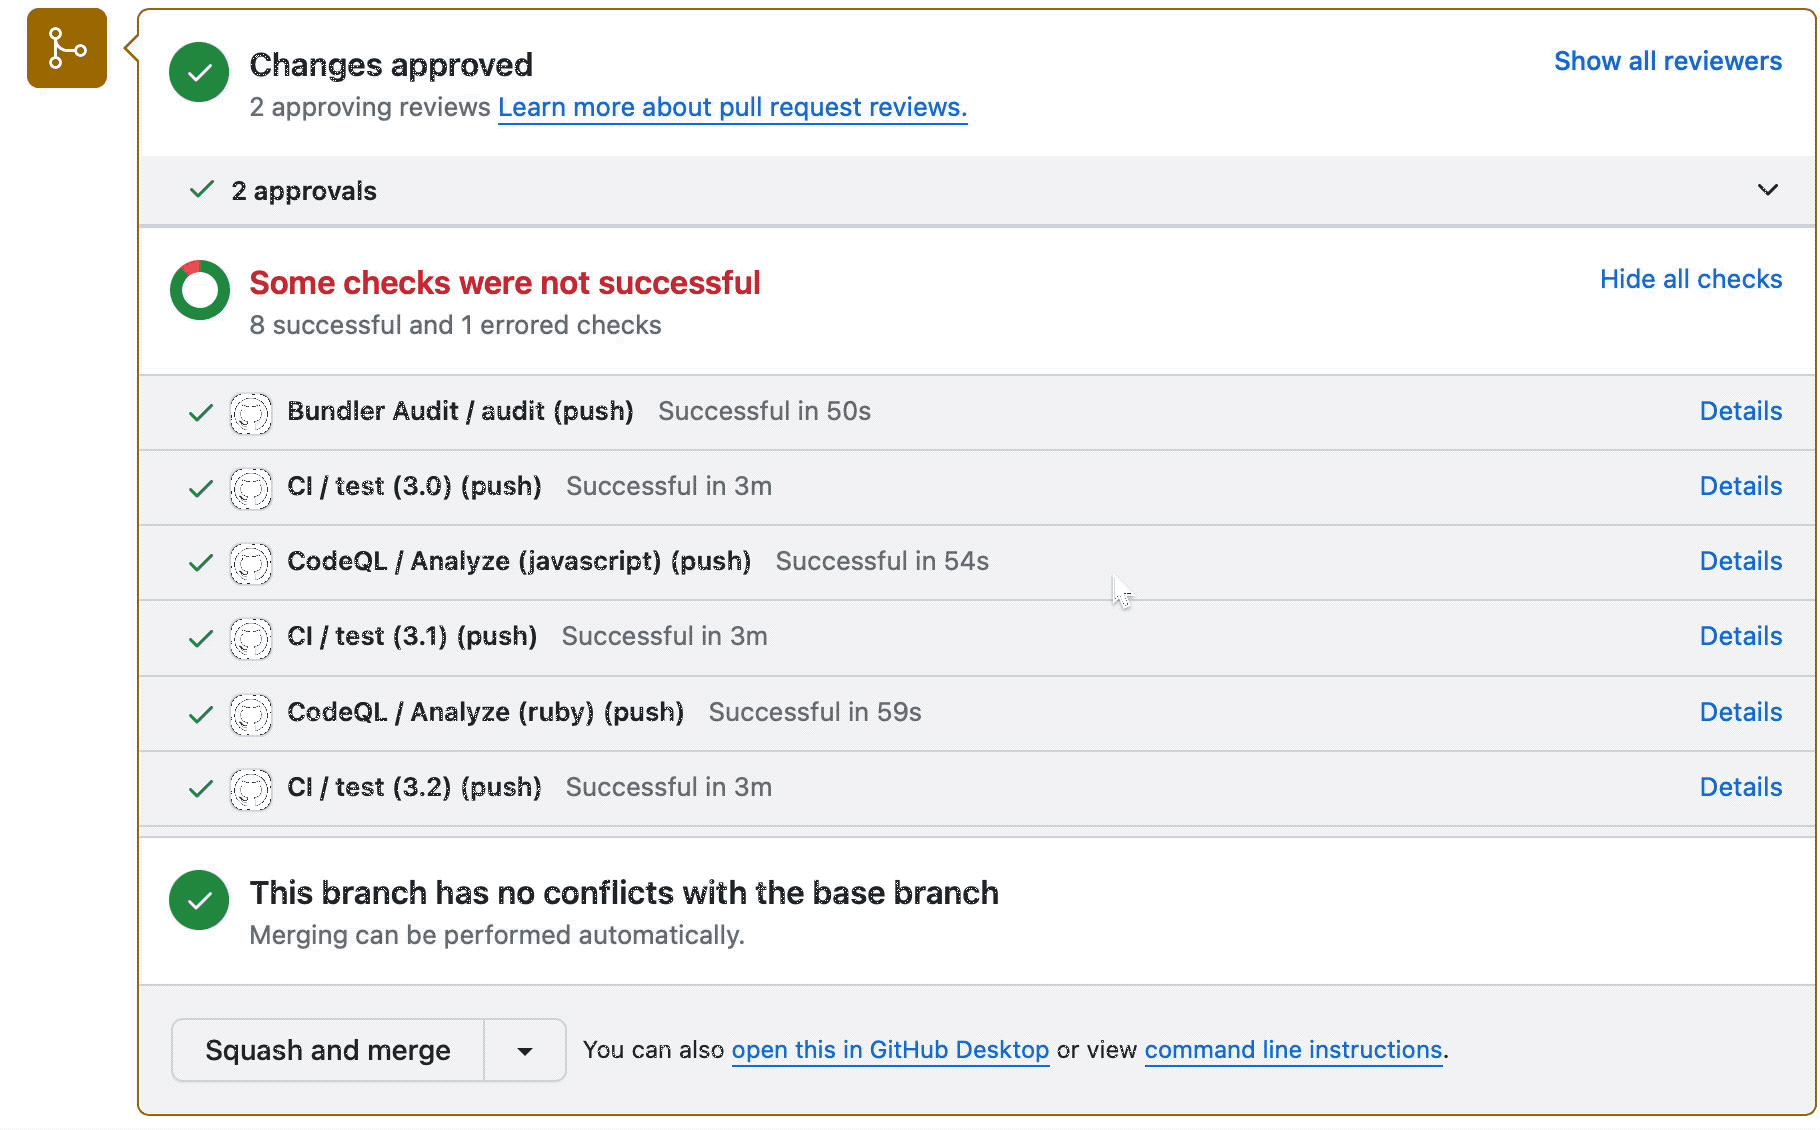 Changes approved
Show all reviewers
2 approving reviews Learn more about pull request reviews.
2 approvals
Some checks were not successful
Hide all checks
8 successful and 1 errored checks
Bundler Audit / audit (push) Successful in 50s Details
CI / test (3.0) (push) Successful in 3m Details
CodeQL / Analyze (javascript) (push) Successful in 54s Details
CI / test (3.1) (push) Successful in 3m Details
CodeQL / Analyze (ruby) (push) Successful in 59s Details
CI / test (3.2) (push) Successful in 3m Details
This branch has no conflicts with the base branch
Merging can be performed automatically.
Squash and merge
You can also open this in GitHub Desktop or view command line instructions.